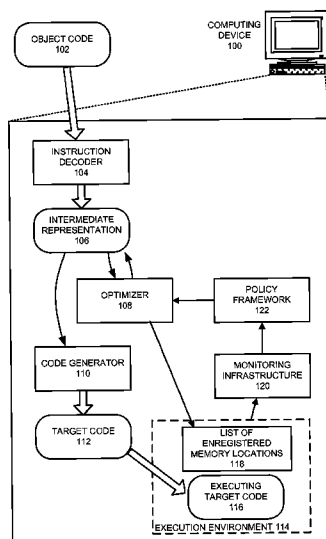 COMPUTING
DEVICE
100
OBJECT CODE
102
INSTRUCTION
DECODER
104
INTERMEDIATE
REPRESENTATION
106
OPTIMIZER
108
POLICY
FRAMEWORK
122
CODE GENERATOR
110
MONITORING
INFRASTRUCTURE
120
TARGET CODE
112
LIST OF
ENREGISTERED
MEMORY LOCATIONS
118
EXECUTING
TARGET CODE
116
EXECUTION ENVIRONMENT 114